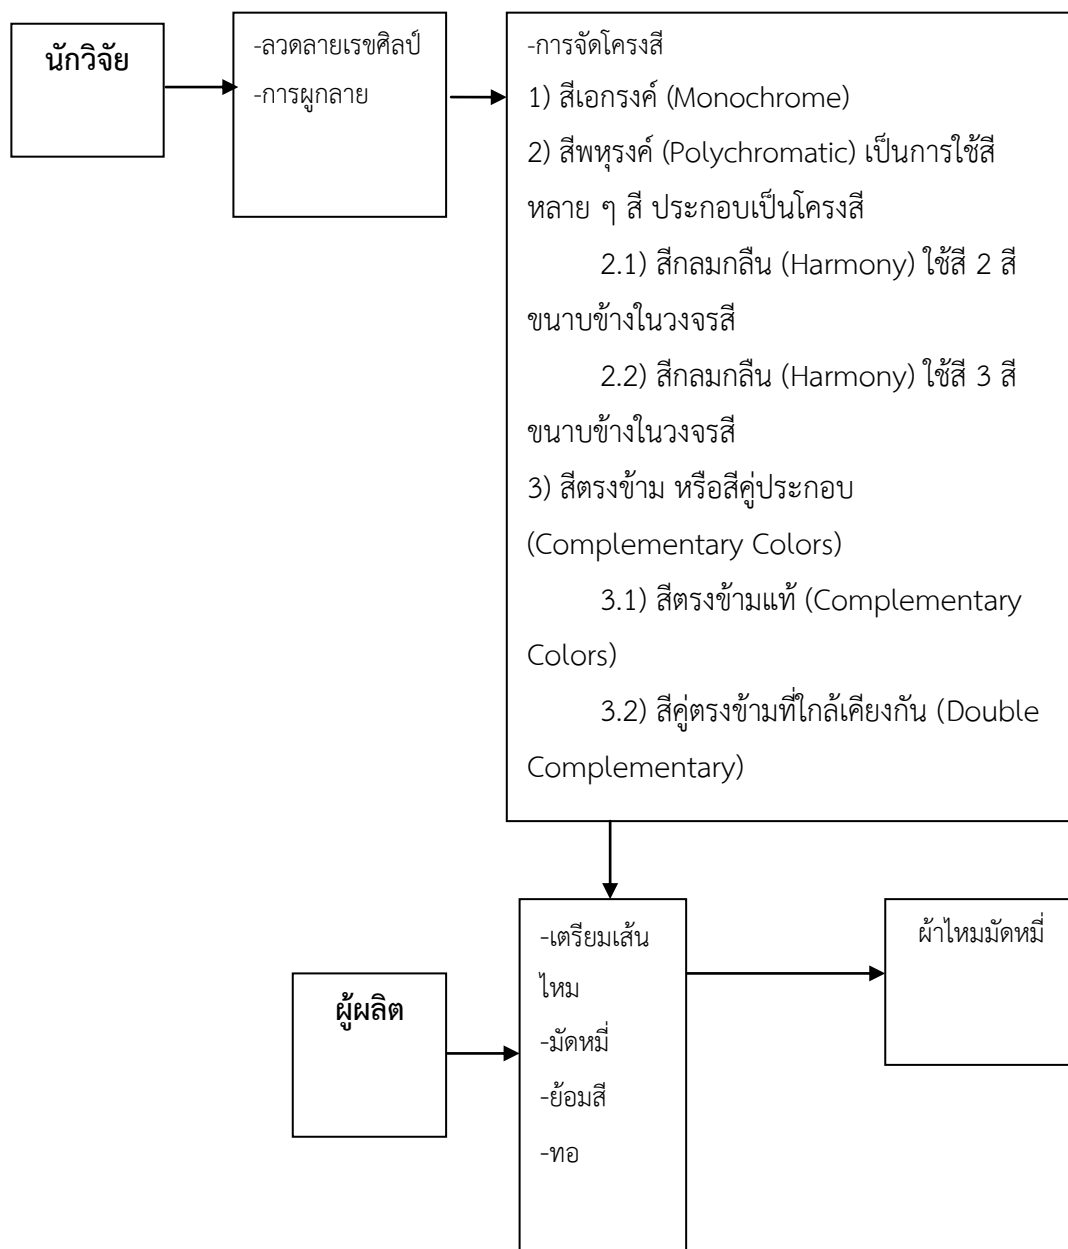 นักวิจัย
-ลวดลายเรขศิลป์
-การผูกลาย
-การจัดโครงสี
1) สีเอกรงค์ (Monochrome)
2) สีพหุรงค์ (Polychromatic) เป็นการใช้สี
หลาย ๆ สี ประกอบเป็นโครงสี
2.1) สีกลมกลืน (Harmony) ใช้สี 2 สี
ขนาบข้างในวงจรสี
2.2) สีกลมกลืน (Harmony) ใช้สี 3 สี
ขนาบข้างในวงจรสี
3) สีตรงข้าม หรือสีคู่ประกอบ
(Complementary Colors)
3.1) สีตรงข้ามแท้ (Complementary
Colors)
3.2) สีคู่ตรงข้ามที่ใกล้เคียงกัน (Double
Complementary)
ผู้ผลิต
-เตรียมเส้น
ไหม
-มัดหมี่
-ย้อมสี
-ทอ
ผ้าไหมมัดหมี่